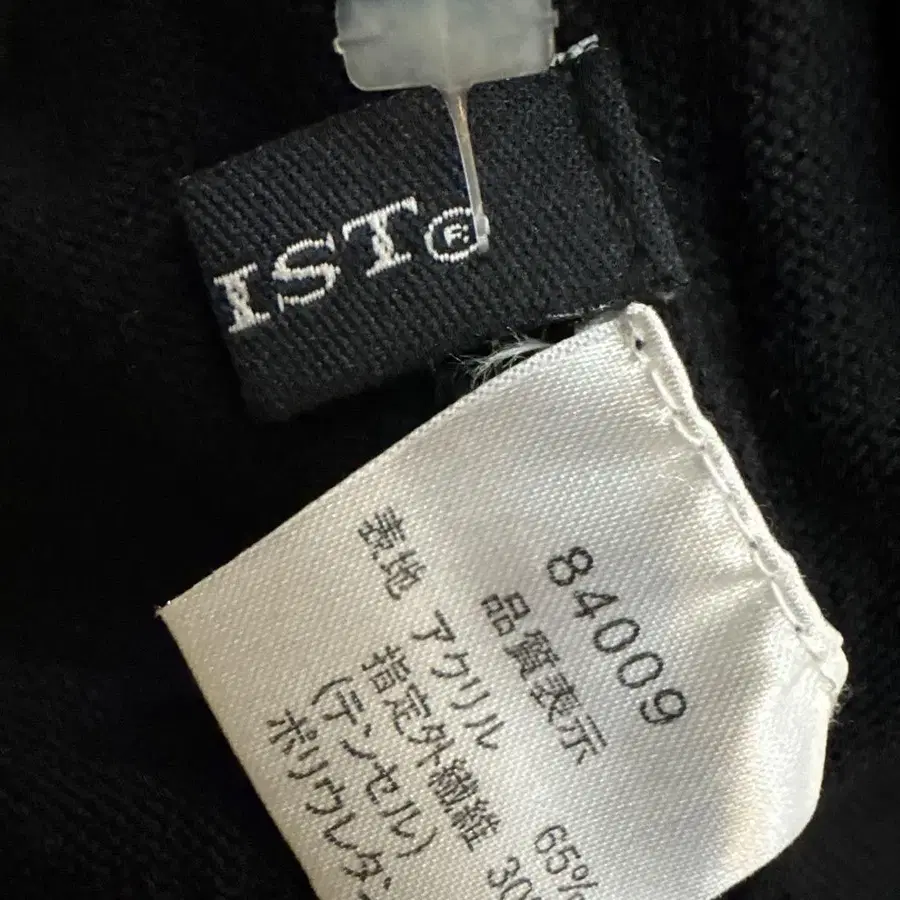 IST®
84009
品質表示
表地 アクリル 65%
指定外繊維 30%
(テンセル)
ポリウレタ